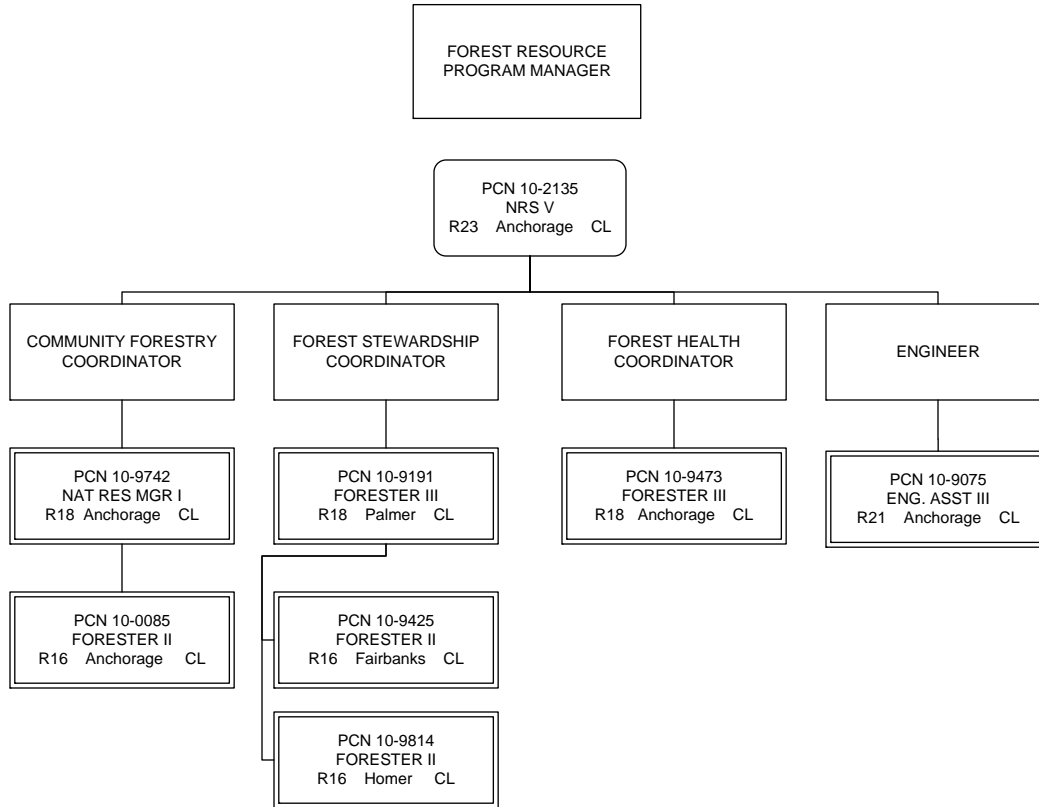 FOREST RESOURCE
PROGRAM MANAGER
PCN 10-2135
NRS V
R23 Anchorage CL
COMMUNITY FORESTRY
COORDINATOR
FOREST STEWARDSHIP
COORDINATOR
FOREST HEALTH
COORDINATOR
ENGINEER
PCN 10-9742
NAT RES MGR I
R18 Anchorage CL
PCN 10-9191
FORESTER III
R18 Palmer CL
PCN 10-9473
FORESTER III
R18 Anchorage CL
PCN 10-9075
ENG. ASST III
R21 Anchorage CL
PCN 10-0085
FORESTER II
R16 Anchorage CL
PCN 10-9425
FORESTER II
R16 Fairbanks CL
PCN 10-9814
FORESTER II
R16 Homer CL